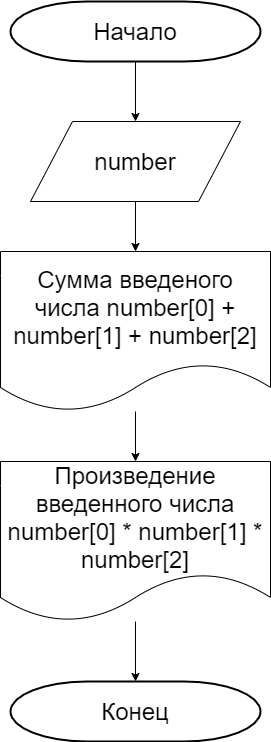 Начало
number
Сумма введеного
числа number[0] +
number[1] + number[2]
Произведение
введенного числа
number[0] * number[1] *
number[2]
Конец